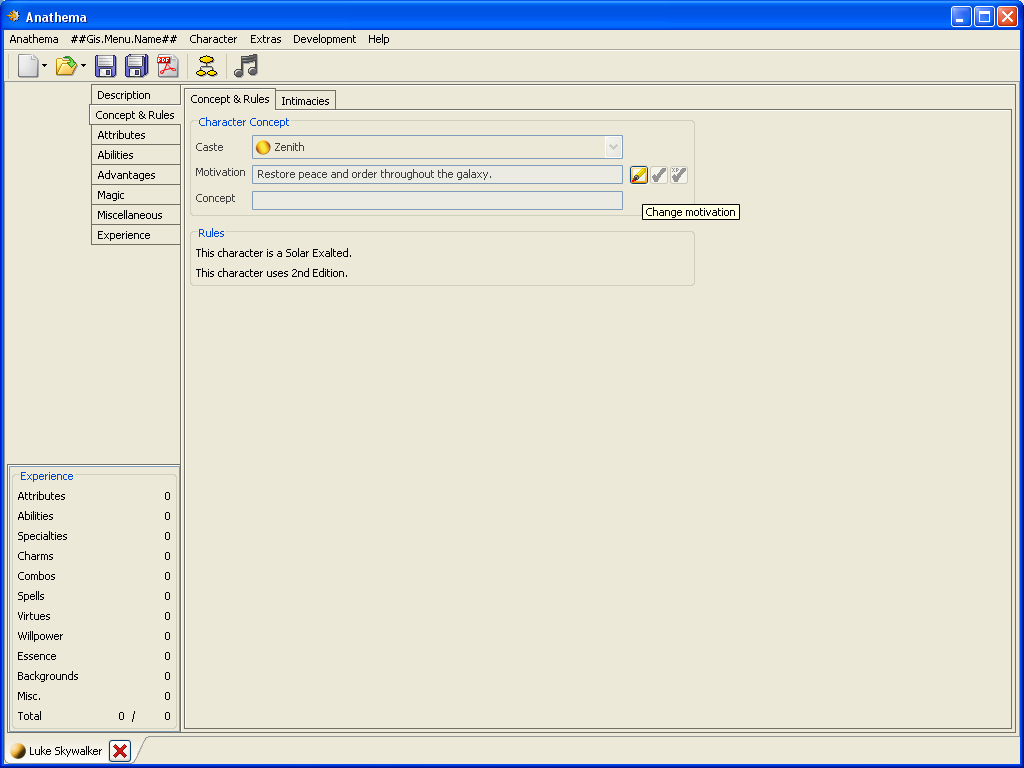 Anathema
Anathema ##Gis.Menu.Name## Character Extras Development Help
PDF
Description
Concept & Rules
Attributes
Abilities
Advantages
Magic
Miscellaneous
Experience
Concept & Rules Intimacies
Character Concept
Caste Zenith
Motivation Restore peace and order throughout the galaxy.
XP
Concept
Change motivation
Rules
This character is a Solar Exalted.
This character uses 2nd Edition.
Experience
Attributes 0
Abilities 0
Specialties 0
Charms 0
Combos 0
Spells 0
Virtues 0
Willpower 0
Essence 0
Backgrounds 0
Misc. 0
Total 0 / 0
Luke Skywalker